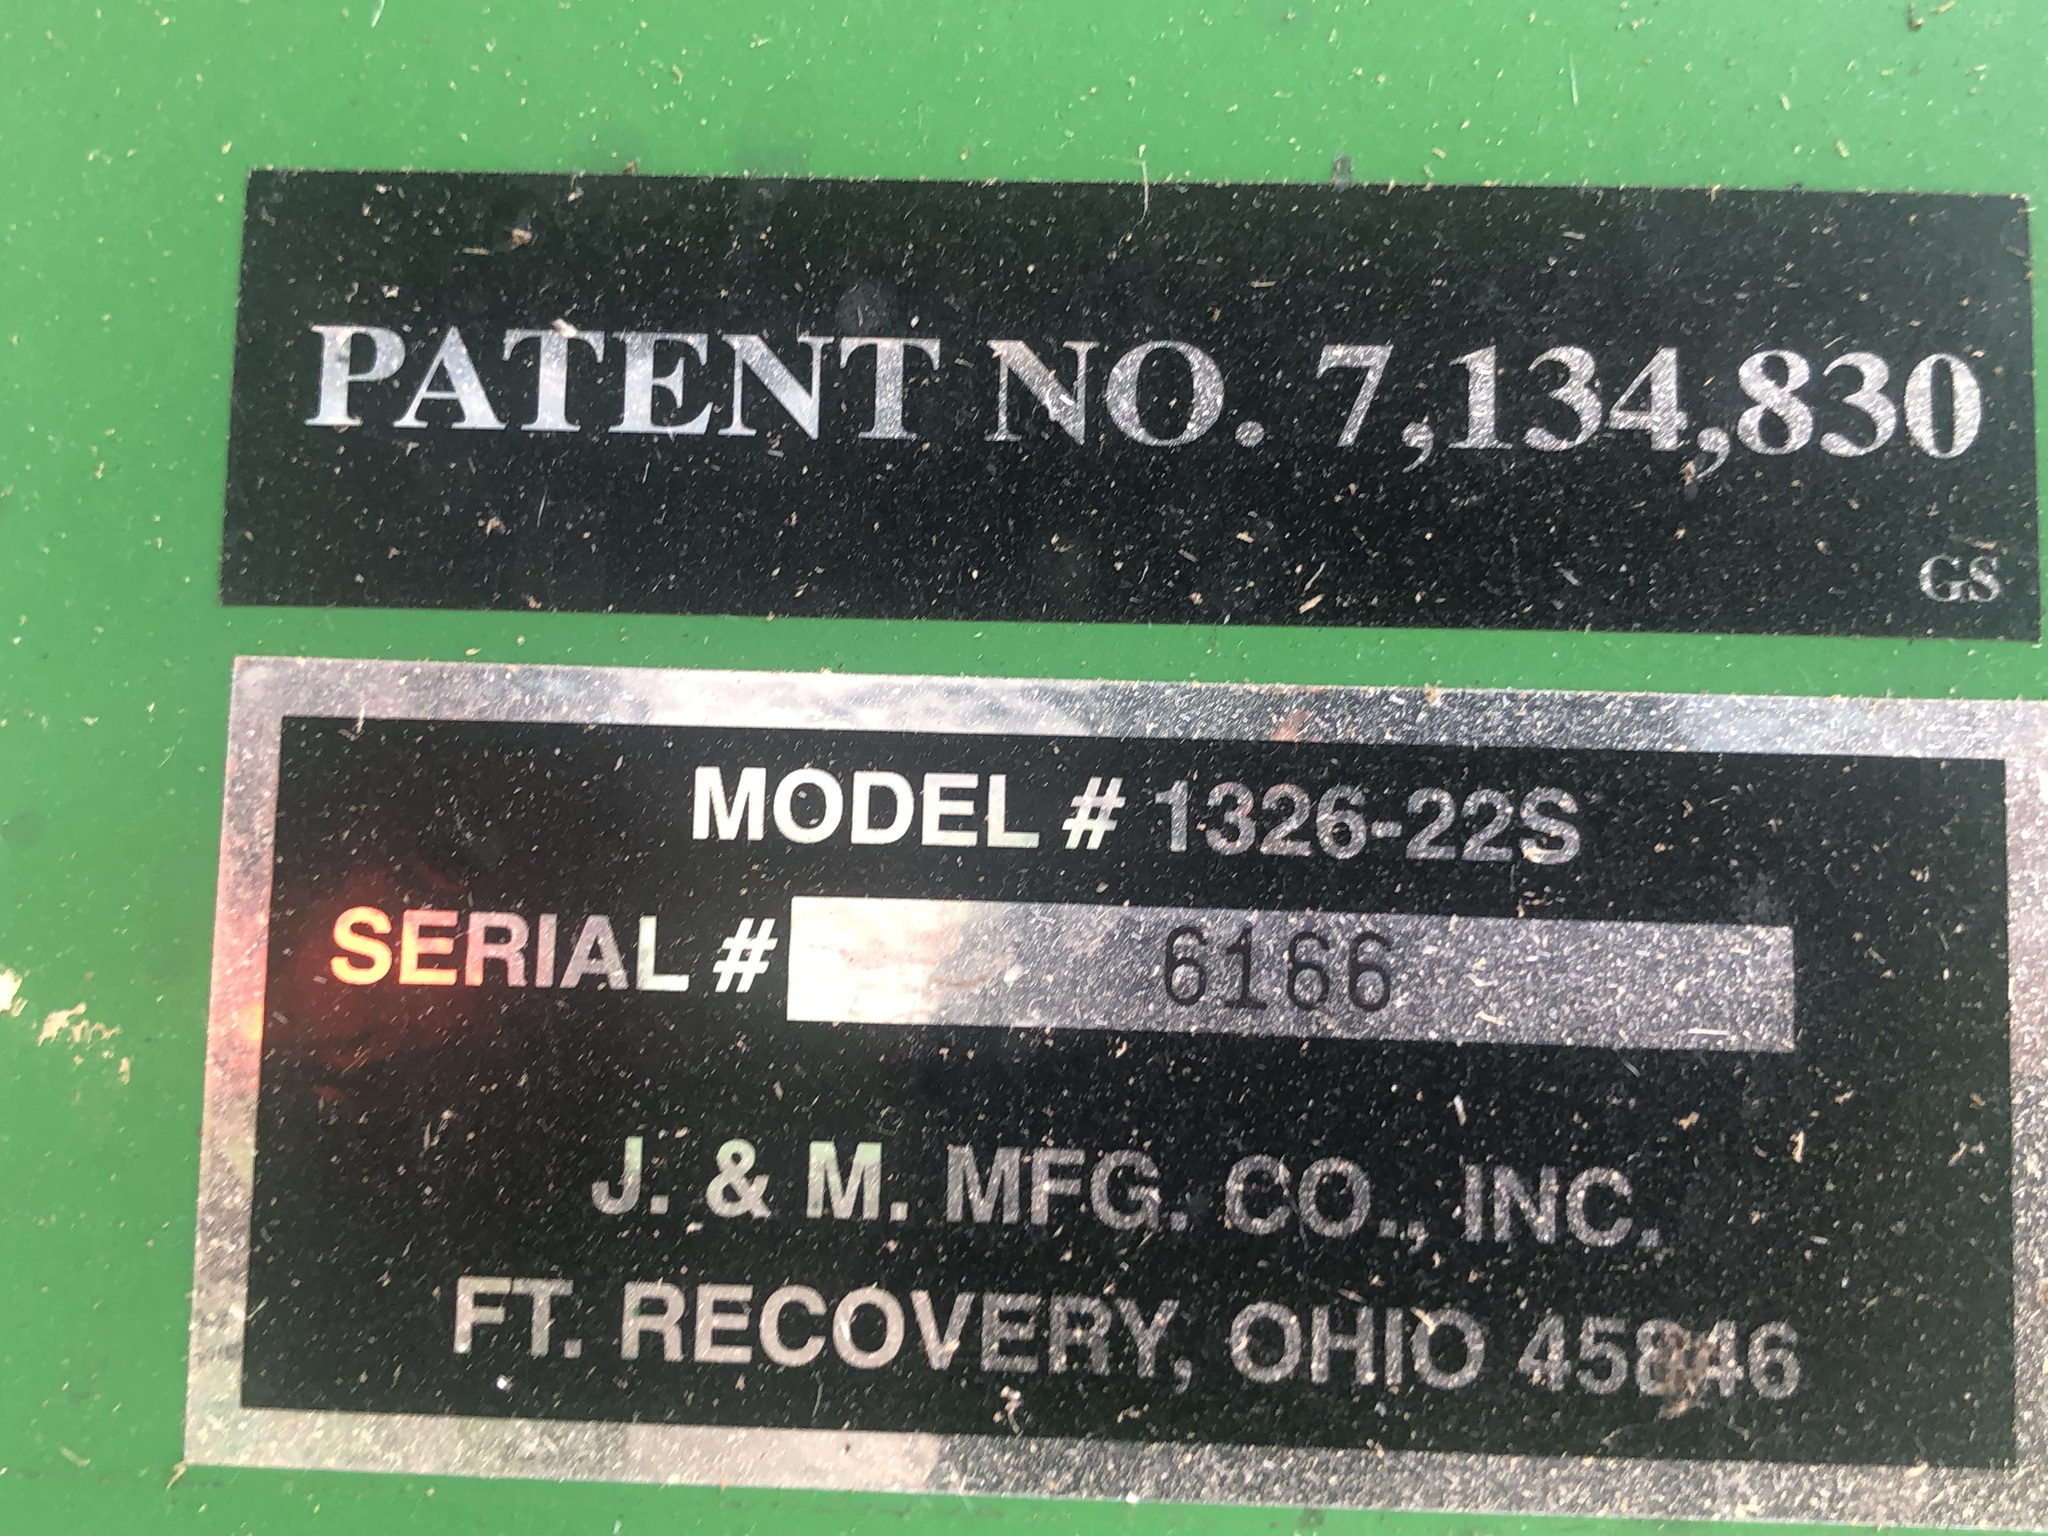 PATENT NO. 7,134,830
GS
MODEL # 1326-22S
SERIAL # 6166
J. & M. MFG. CO., INC.
FT. RECOVERY, OHIO 45846